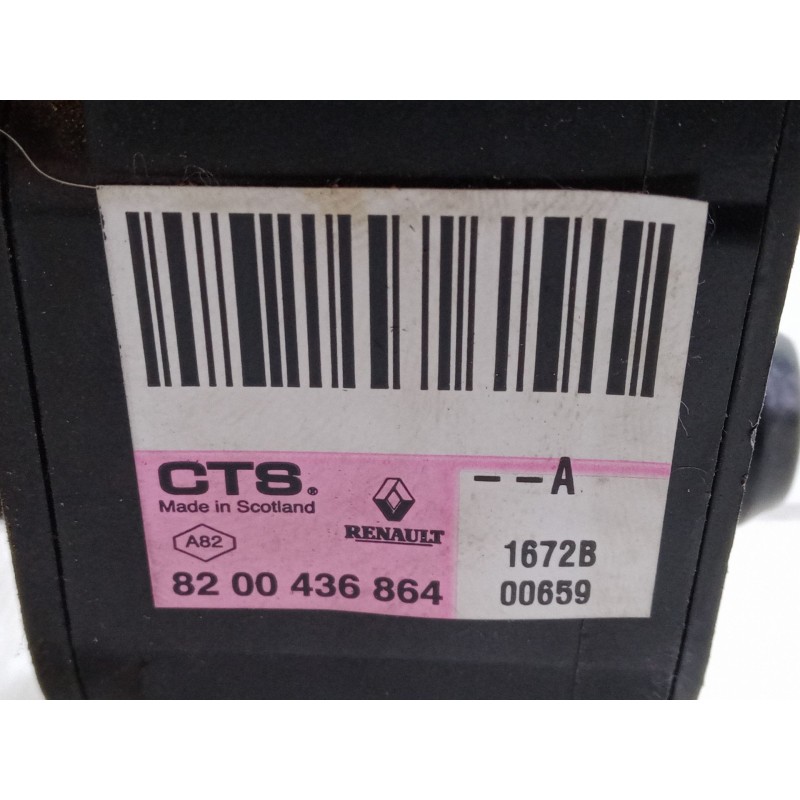 CTS®
Made in Scotland
A82
RENAULT
82 00 436 864
--A
1672B
00659